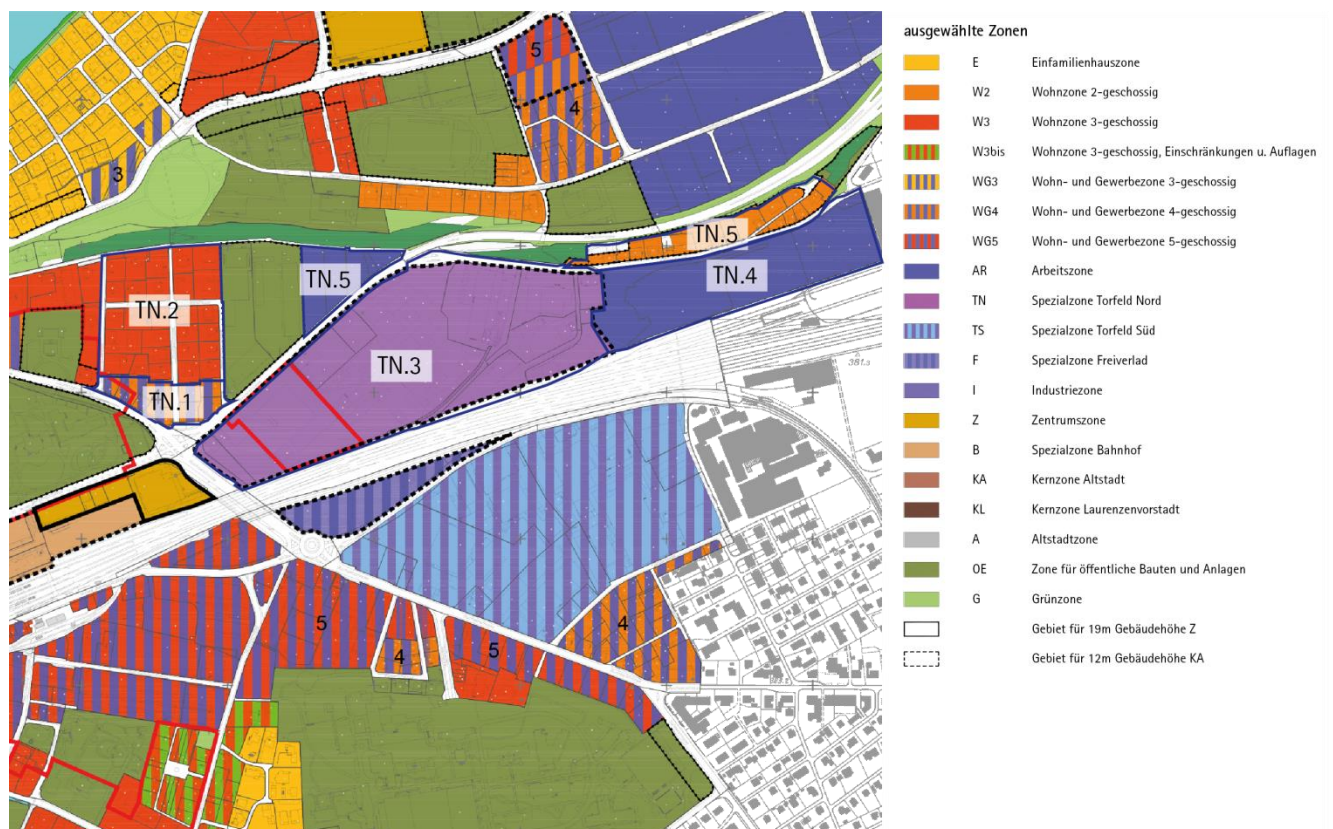 5
4
3
TN.5
TN.5
TN.4
TN.2
TN.3
TN.1
5
4
5
4
ausgewählte Zonen
E Einfamilienhauszone
W2 Wohnzone 2-geschossig
W3 Wohnzone 3-geschossig
W3bis Wohnzone 3-geschossig, Einschränkungen u. Auflagen
WG3 Wohn- und Gewerbezone 3-geschossig
WG4 Wohn- und Gewerbezone 4-geschossig
WG5 Wohn- und Gewerbezone 5-geschossig
AR Arbeitszone
TN Spezialzone Torfeld Nord
TS Spezialzone Torfeld Süd
F Spezialzone Freiverlad
I Industriezone
Z Zentrumszone
B Spezialzone Bahnhof
KA Kernzone Altstadt
KL Kernzone Laurenzenvorstadt
A Altstadtzone
OE Zone für öffentliche Bauten und Anlagen
G Grünzone
Gebiet für 19m Gebäudehöhe Z
Gebiet für 12m Gebäudehöhe KA